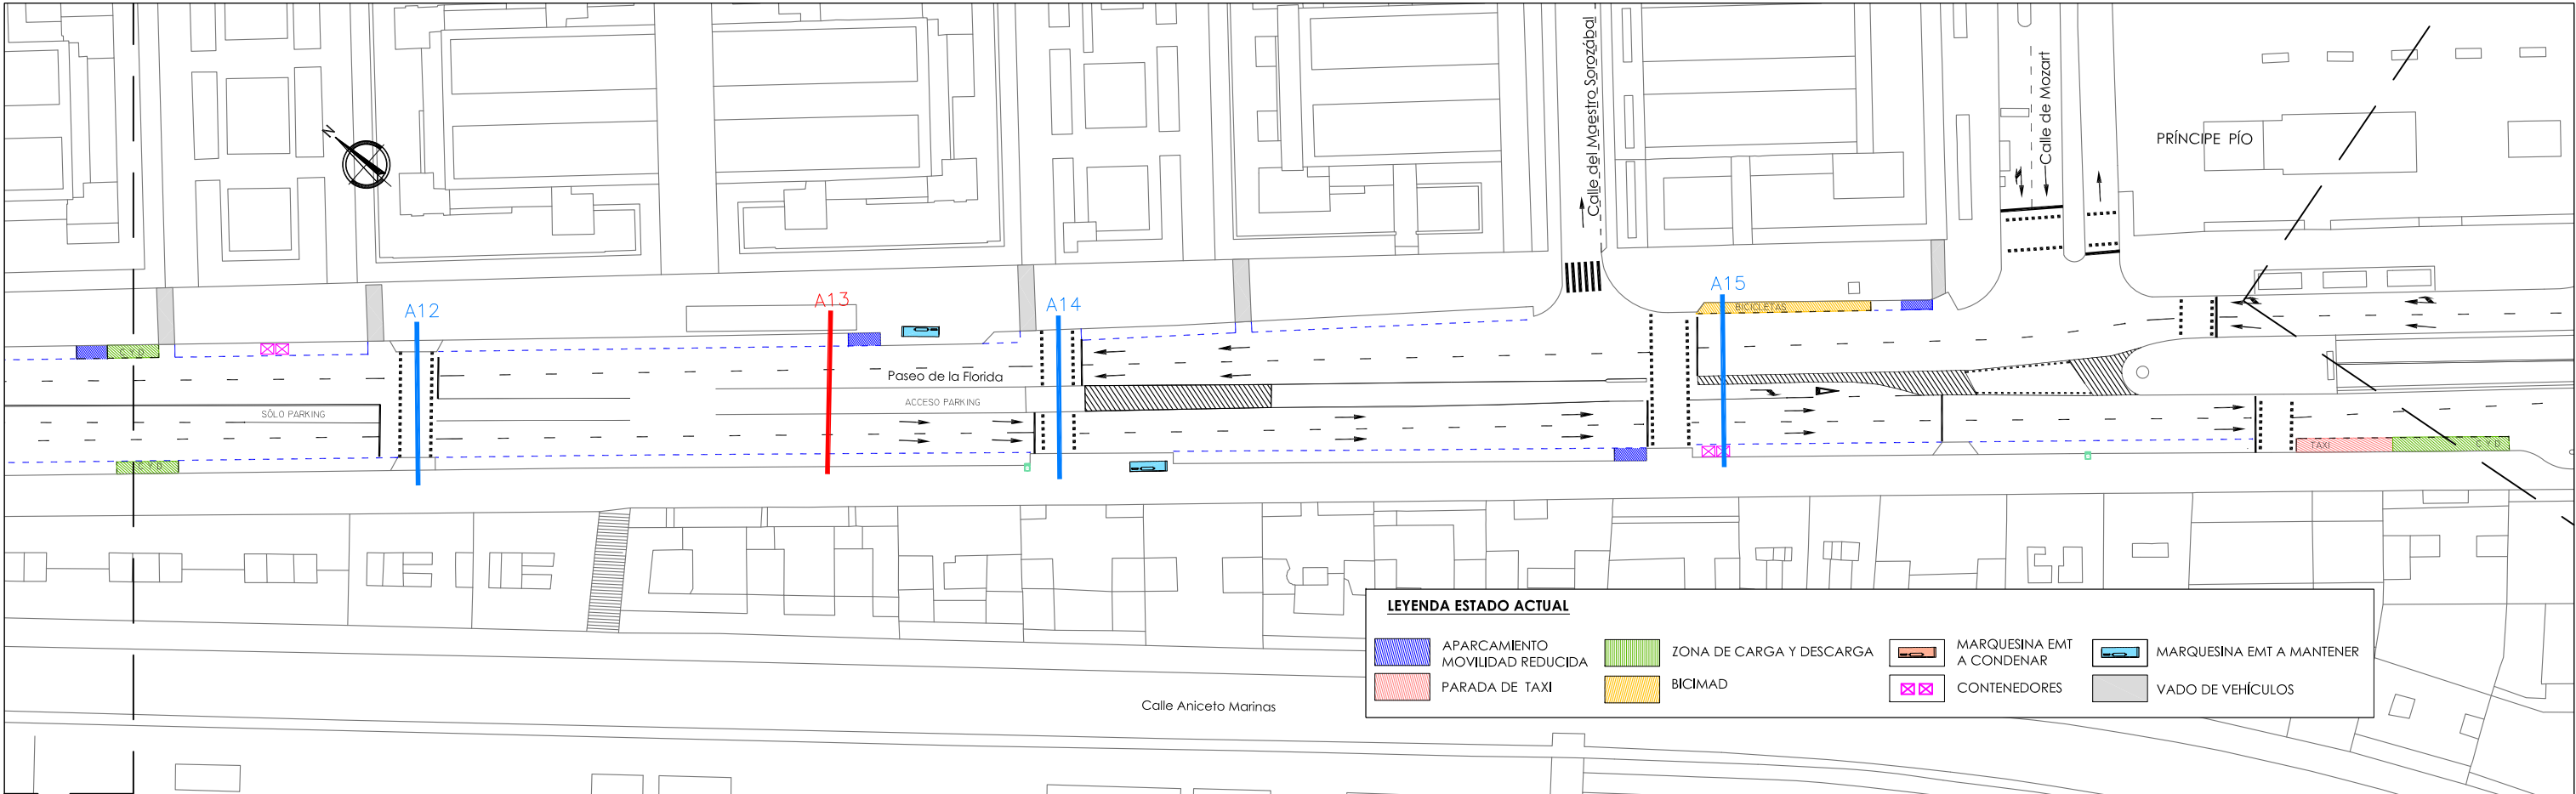 Calle del Maestro Sorozábal
Calle de Mozart
PRÍNCIPE PÍO
N
A12
A13
A14
A15
BICICLETAS
C Y D
Paseo de la Florida
ACCESO PARKING
SÓLO PARKING
C Y D
TAXI
C Y D
LEYENDA ESTADO ACTUAL
APARCAMIENTO
MOVILIDAD REDUCIDA
ZONA DE CARGA Y DESCARGA
MARQUESINA EMT
A CONDENAR
MARQUESINA EMT A MANTENER
PARADA DE TAXI
BICIMAD
CONTENEDORES
VADO DE VEHÍCULOS
Calle Aniceto Marinas